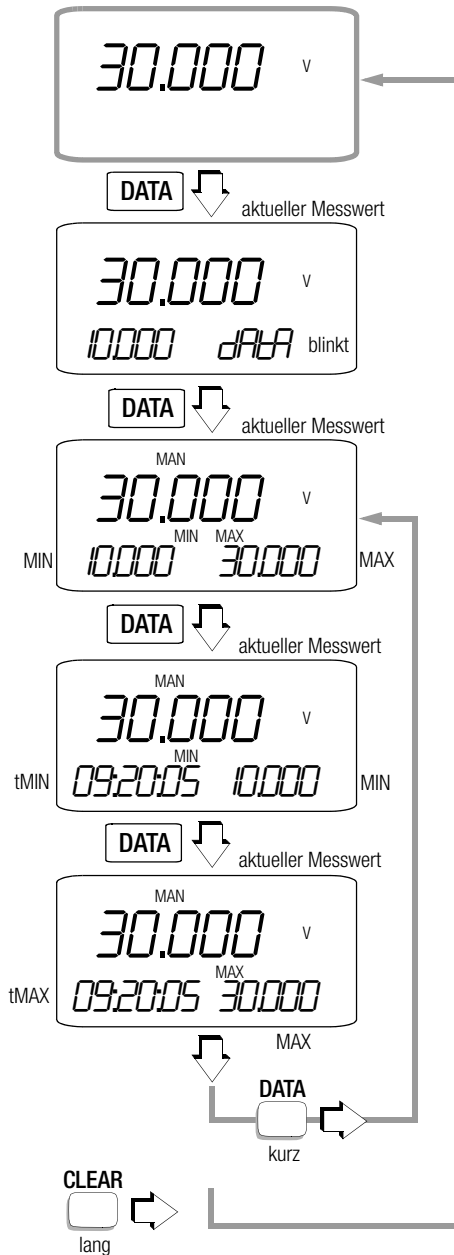 30.000 V
DATA
aktueller Messwert
30.000 V
10.000 dAtA blinkt
DATA
aktueller Messwert
MAN
30.000 V
MIN MAX
MIN 10.000 30.000 MAX
DATA
aktueller Messwert
MAN
30.000 V
MIN
tMIN 09:20:05 10.000 MIN
DATA
aktueller Messwert
MAN
30.000 V
MAX
tMAX 09:20:05 30.000
MAX
DATA
kurz
CLEAR
lang